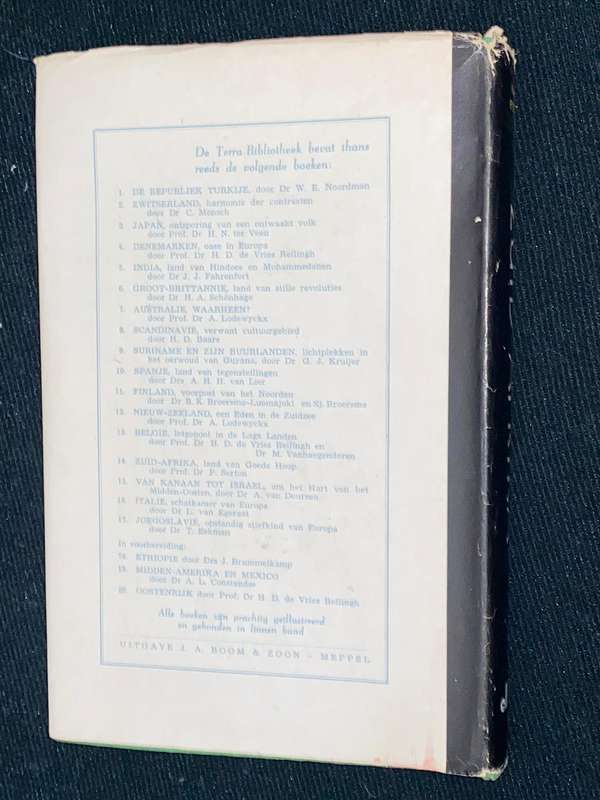 De Terra Bibliotheek bevat thans
reeds de volgende boeken:
1. DE REPUBLIEK TURKIJE, door Dr W. E. Noordman
2. ZWITSERLAND, harmonie der contrasten
door Dr C. Mensch
3. JAPAN, ontsporing van een ontwaakt volk
door Prof. Dr H. N. ter Veen
4. DENEMARKEN, oase in Europa
door Prof. Dr H. D. de Vries Reilingh
5. INDIA, land van Hindoes en Mohammedanen
door Dr J. J. Fahrenfort
6. GROOT-BRITTANNIE, land van stille revoluties
door Dr H. A. Schönhage
7. AUSTRALIE, WAARHEEN?
door Prof. Dr A. Lodewyckx
8. SCANDINAVIE, verwant cultuurgebied
door H. D. Baars
9. SURINAME EN ZIJN BUURLANDEN, lichtplekken in
het oerwoud van Guyana, door Dr G. J. Kruijer
10. SPANJE, land van tegenstellingen
door Drs A. H. H. van Leer
11. FINLAND, voorpost van het Noorden
door Dr B. K. Broersma-Luomajoki en Sj. Broersma
12. NIEUW-ZEELAND, een Eden in de Zuidzee
door Prof. Dr A. Lodewyckx
13. BELGIE, in de Lage Landen
door Prof. Dr H. D. de Vries Reilingh en
Dr M. Vanhaegendoren
14. ZUID-AFRIKA, land van Goede Hoop
door Prof. Dr P. Serton
15. VAN KANAAN TOT ISRAEL, om het Hart van het
Midden-Oosten, door Dr A. van Deursen
16. ITALIE, schatkamer van Europa
door Dr L. van Egeraat
17. JOEGOSLAVIE, opstandig stiefkind van Europa
door Dr T. Eekman
In voorbereiding:
18. ETHIOPIE door Drs J. Brummelkamp
19. MIDDEN-AMERIKA EN MEXICO
door Dr A. L. Constandse
20. OOSTENRIJK door Prof. Dr H. D. de Vries Reilingh
Alle boeken zijn prachtig geïllustreerd
en gebonden in linnen band
UITGAVE J. A. BOOM & ZOON - MEPPEL